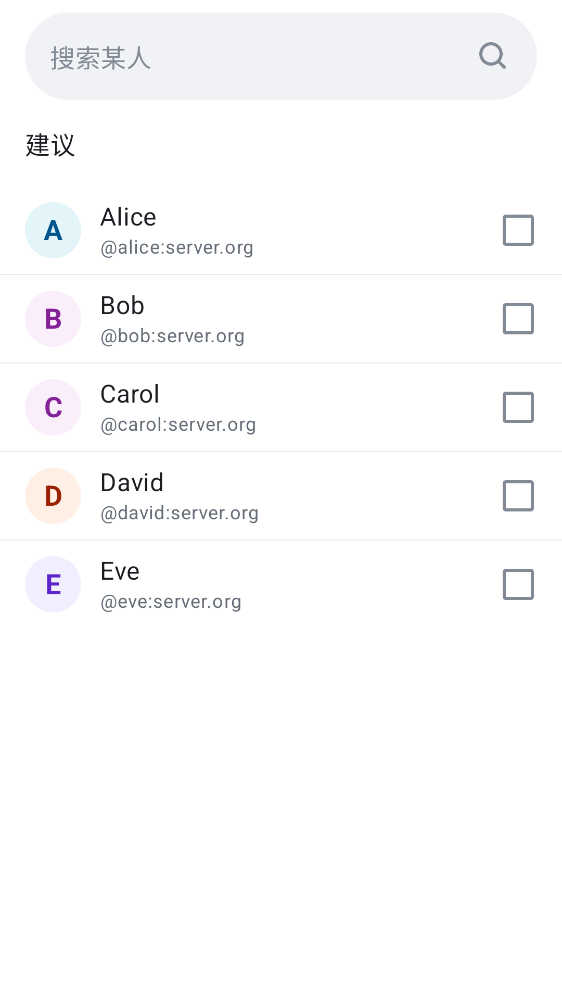 搜索某人
建议
A
Alice
@alice:server.org
B
Bob
@bob:server.org
C
Carol
@carol:server.org
D
David
@david:server.org
E
Eve
@eve:server.org